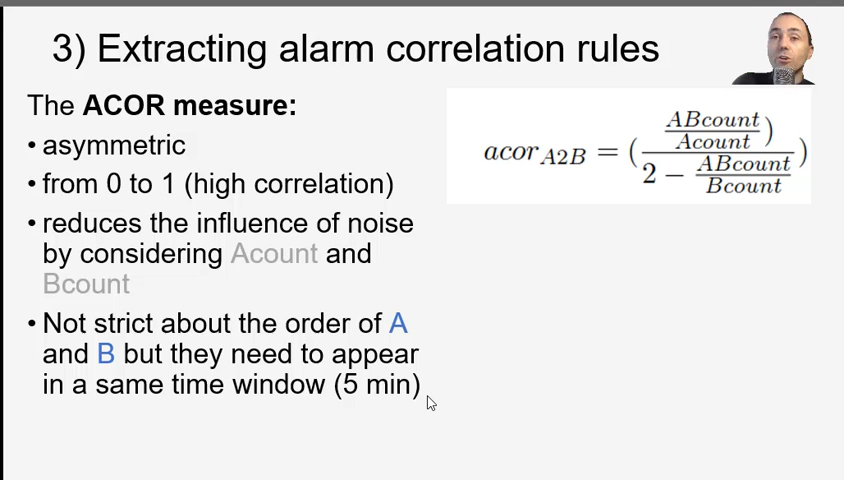 3) Extracting alarm correlation rules
The ACOR measure:
• asymmetric
• from 0 to 1 (high correlation)
• reduces the influence of noise
by considering Acount and
Bcount
• Not strict about the order of A
and B but they need to appear
in a same time window (5 min)
acor A2B = ( ABcount / Acount ) / 2 − ABcount / Bcount )